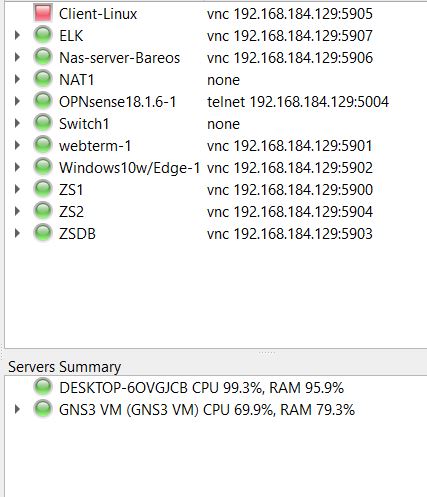 Client-Linux vnc 192.168.184.129:5905
ELK vnc 192.168.184.129:5907
Nas-server-Bareos vnc 192.168.184.129:5906
NAT1 none
OPNsense18.1.6-1 telnet 192.168.184.129:5004
Switch1 none
webterm-1 vnc 192.168.184.129:5901
Windows10w/Edge-1 vnc 192.168.184.129:5902
ZS1 vnc 192.168.184.129:5900
ZS2 vnc 192.168.184.129:5904
ZSDB vnc 192.168.184.129:5903
Servers Summary
DESKTOP-6OVGJCB CPU 99.3%, RAM 95.9%
GNS3 VM (GNS3 VM) CPU 69.9%, RAM 79.3%